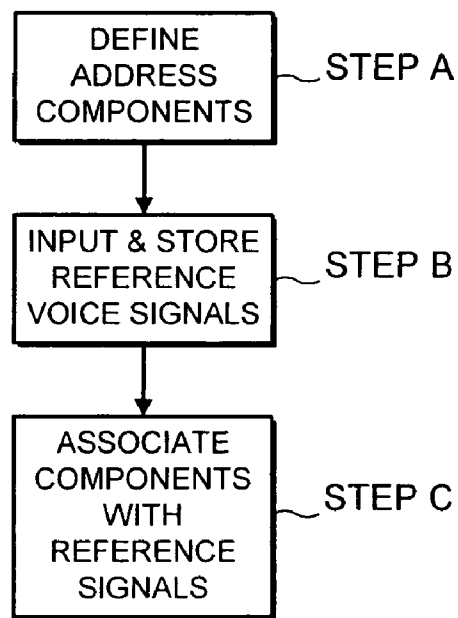 DEFINE
ADDRESS
COMPONENTS
STEP A
INPUT & STORE
REFERENCE
VOICE SIGNALS
STEP B
ASSOCIATE
COMPONENTS
WITH
REFERENCE
SIGNALS
STEP C